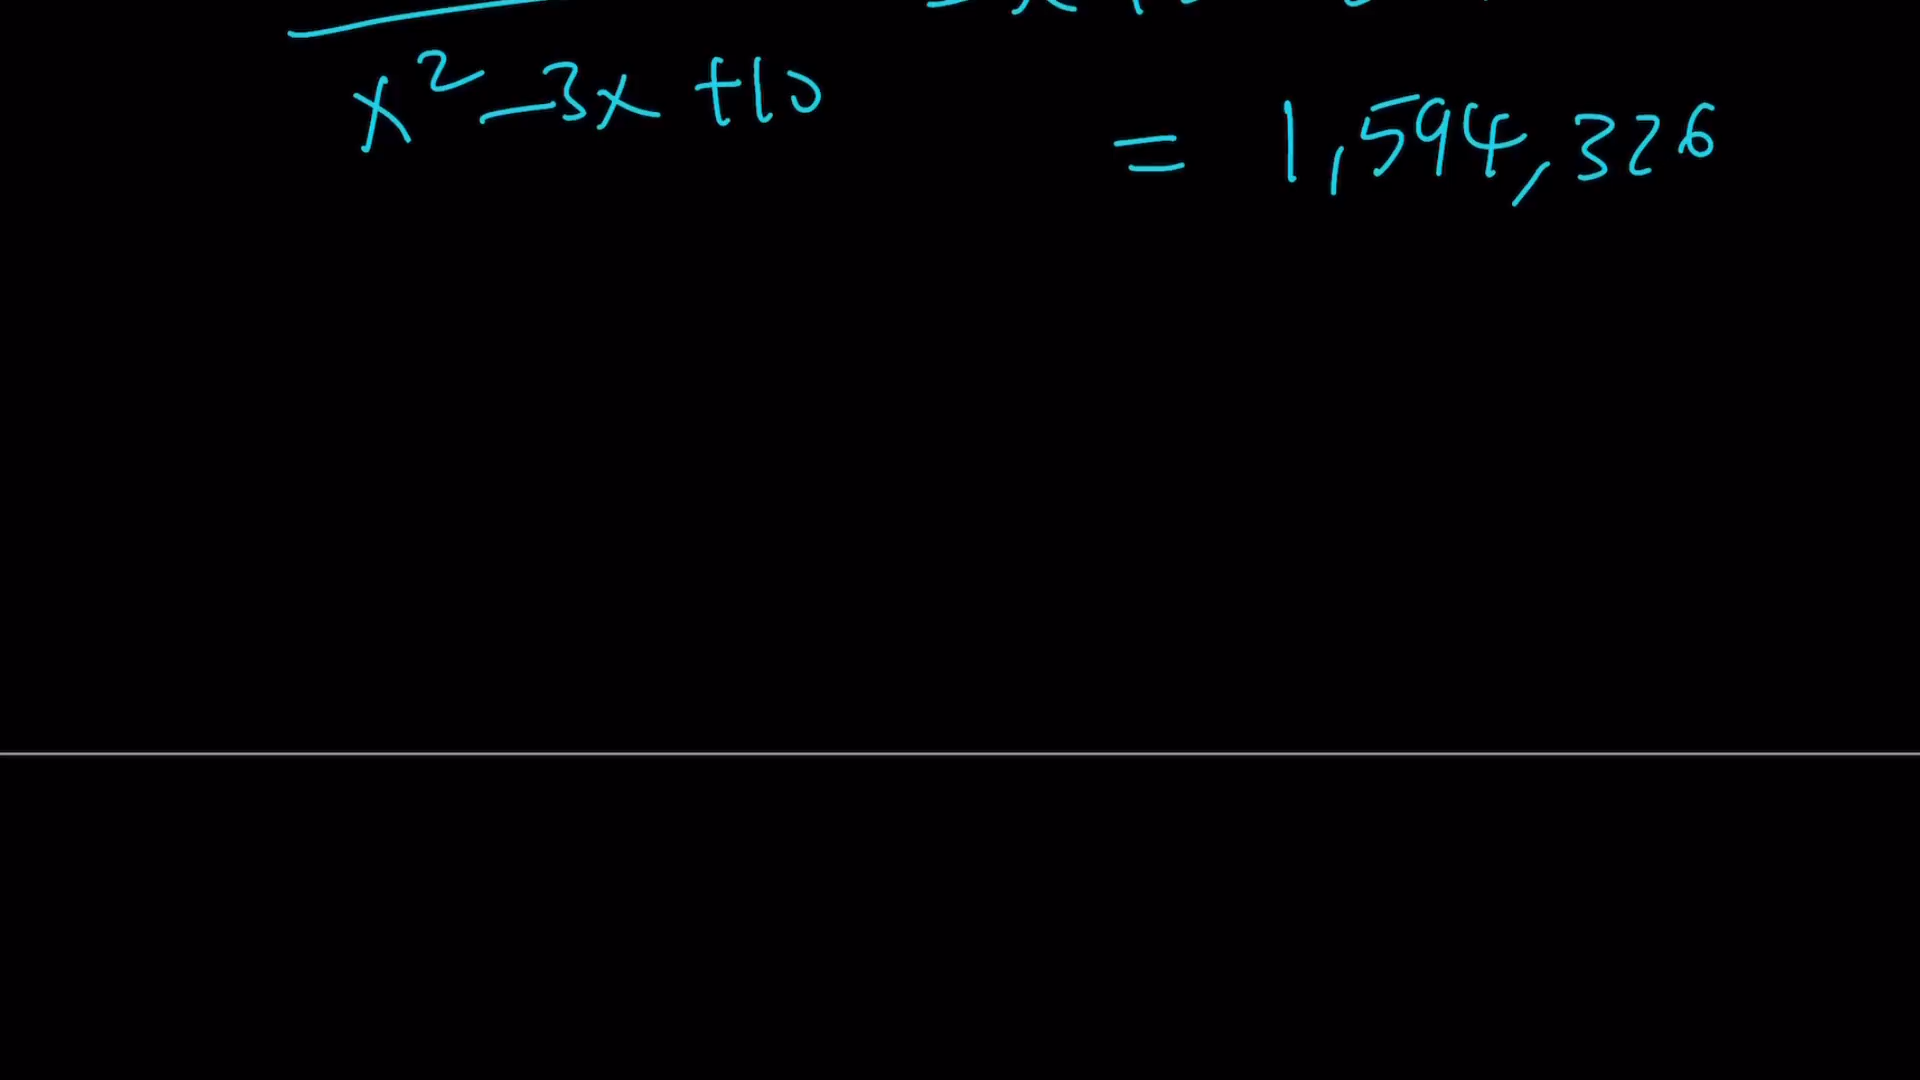 x² - 3x + 10
= 1,594,326